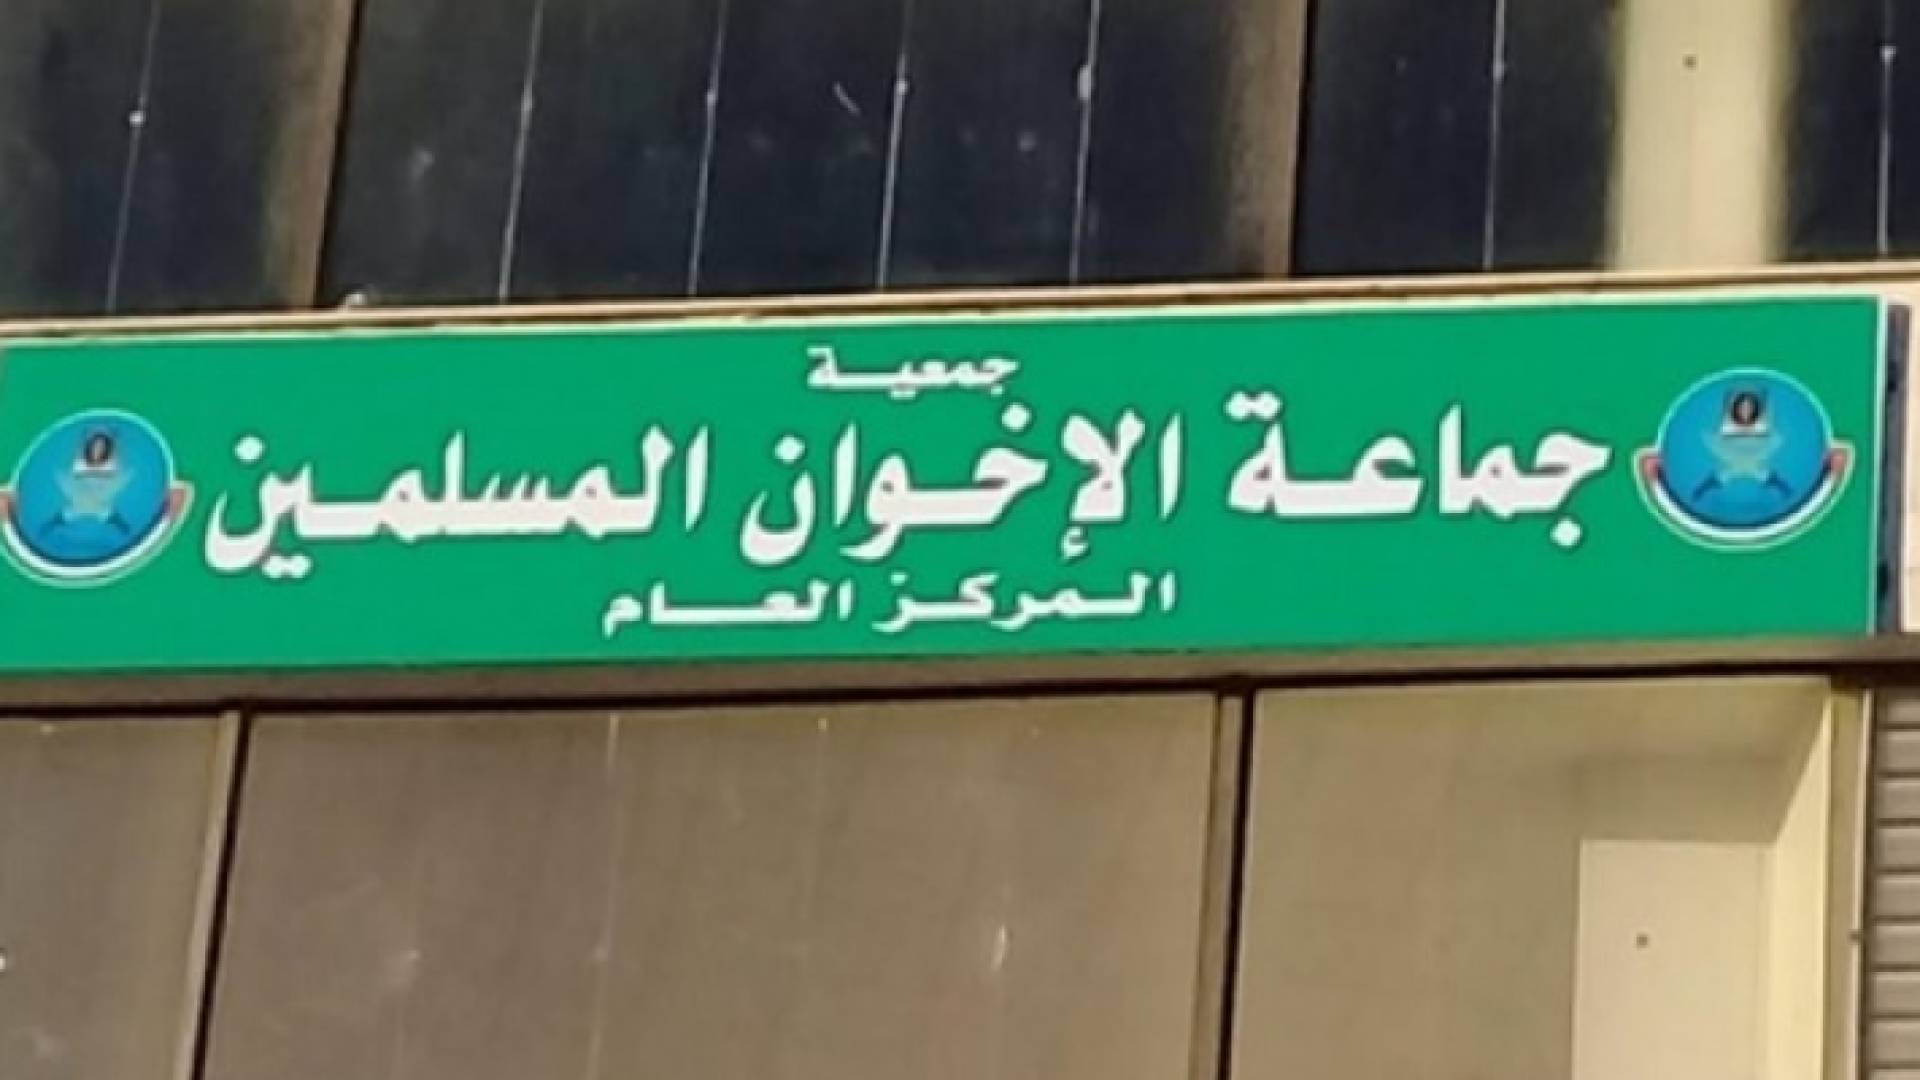 جمعية
جماعة الإخوان المسلمين
المركز العام